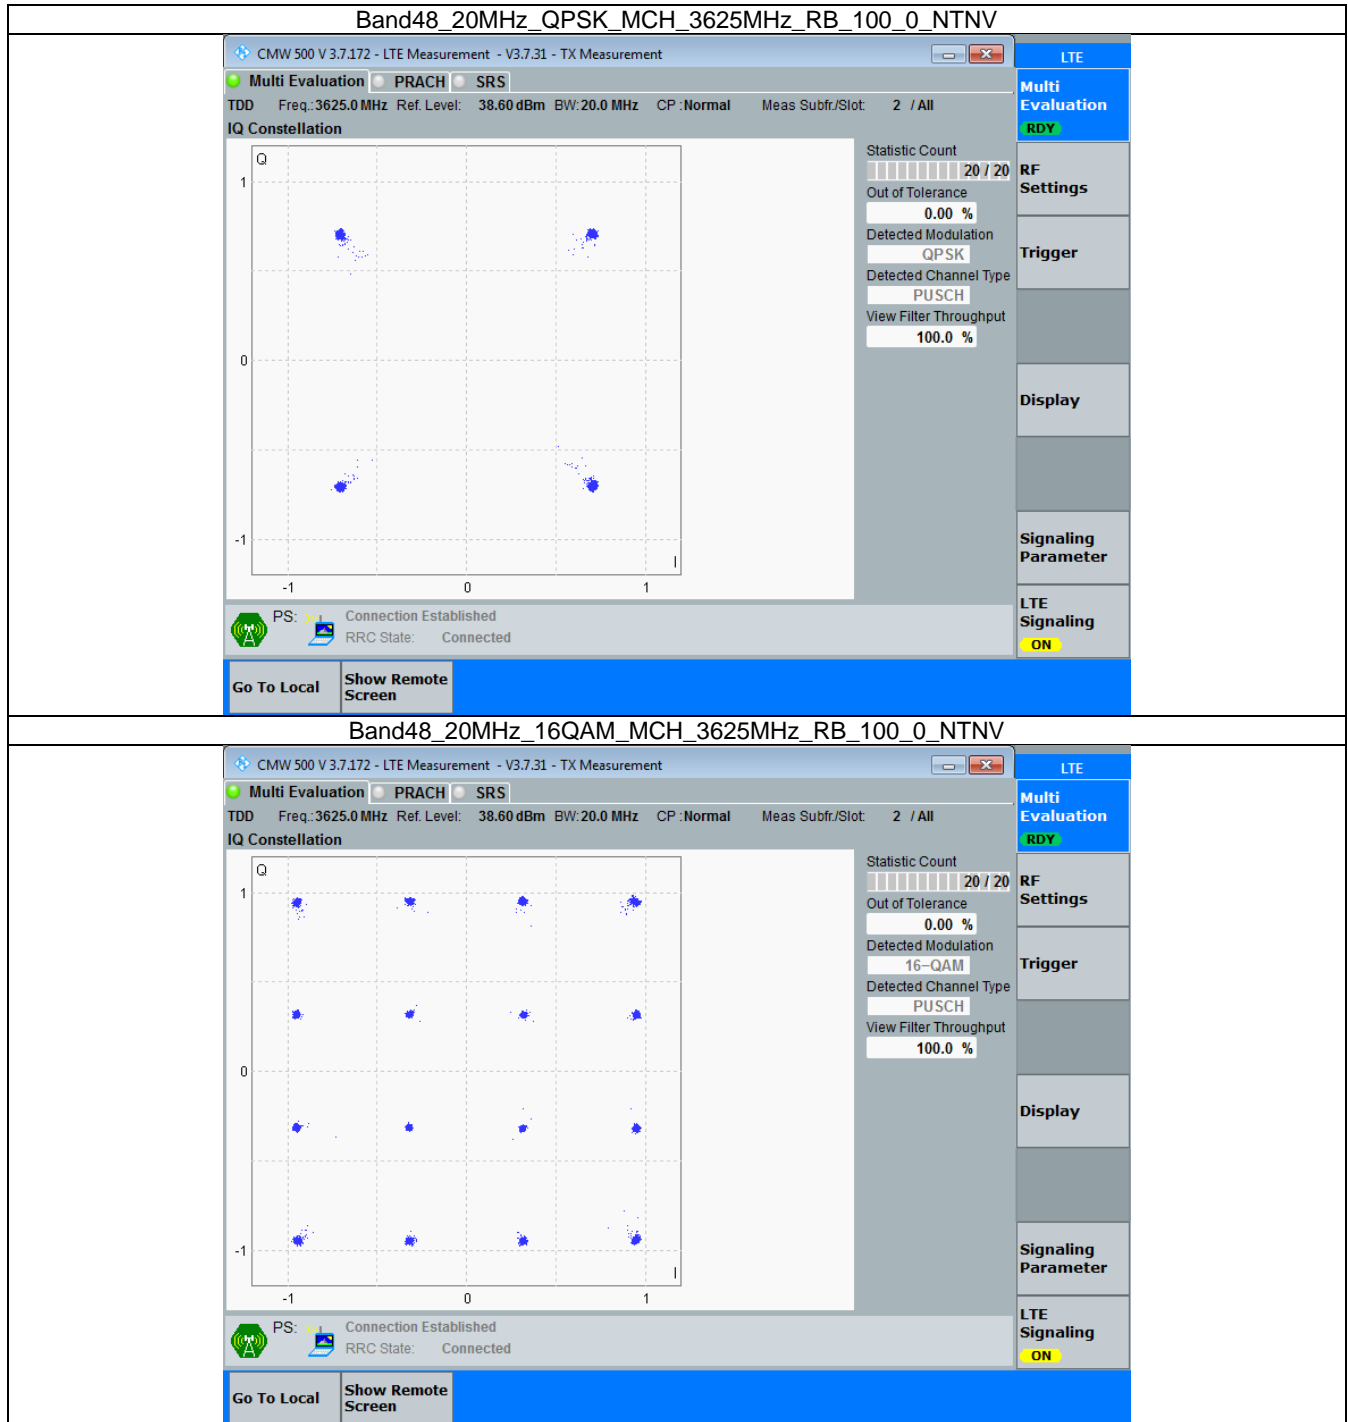 Band48_20MHz_QPSK_MCH_3625MHz_RB_100_0_NTNV
CMW 500 V 3.7.172 - LTE Measurement - V3.7.31 - TX Measurement
LTE
Multi Evaluation PRACH SRS
Multi
Evaluation
RDY
TDD Freq.: 3625.0 MHz Ref. Level: 38.60 dBm BW: 20.0 MHz CP : Normal Meas Subfr./Slot: 2 / All
IQ Constellation
Q
1
0
-1
I
-1 0 1
Statistic Count
20 / 20
Out of Tolerance
0.00 %
Detected Modulation
QPSK
Detected Channel Type
PUSCH
View Filter Throughput
100.0 %
RF
Settings
Trigger
Display
Signaling
Parameter
LTE
Signaling
ON
PS: Connection Established
RRC State: Connected
Go To Local
Show Remote
Screen
Band48_20MHz_16QAM_MCH_3625MHz_RB_100_0_NTNV
CMW 500 V 3.7.172 - LTE Measurement - V3.7.31 - TX Measurement
LTE
Multi Evaluation PRACH SRS
Multi
Evaluation
RDY
TDD Freq.: 3625.0 MHz Ref. Level: 38.60 dBm BW: 20.0 MHz CP : Normal Meas Subfr./Slot: 2 / All
IQ Constellation
Q
1
0
-1
I
-1 0 1
Statistic Count
20 / 20
Out of Tolerance
0.00 %
Detected Modulation
16-QAM
Detected Channel Type
PUSCH
View Filter Throughput
100.0 %
RF
Settings
Trigger
Display
Signaling
Parameter
LTE
Signaling
ON
PS: Connection Established
RRC State: Connected
Go To Local
Show Remote
Screen